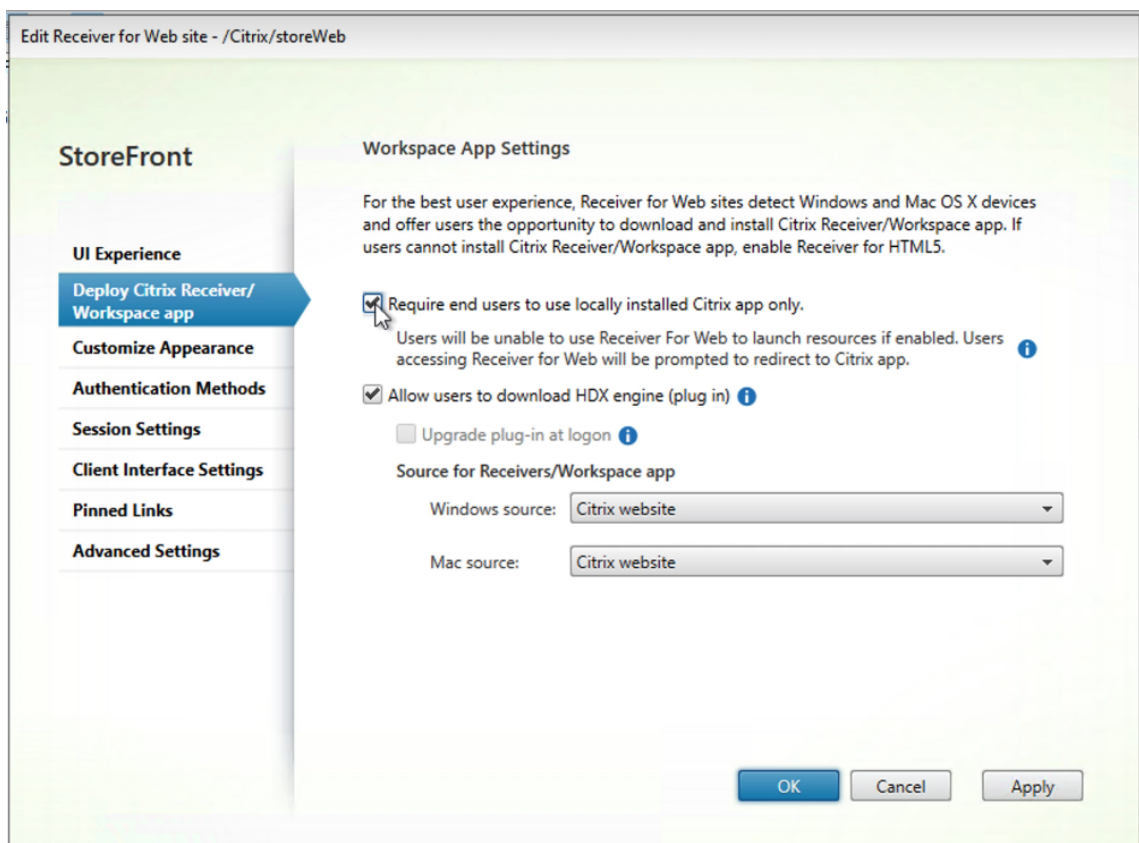 Edit Receiver for Web site - /Citrix/storeWeb
StoreFront
UI Experience
Deploy Citrix Receiver/
Workspace app
Customize Appearance
Authentication Methods
Session Settings
Client Interface Settings
Pinned Links
Advanced Settings
Workspace App Settings
For the best user experience, Receiver for Web sites detect Windows and Mac OS X devices
and offer users the opportunity to download and install Citrix Receiver/Workspace app. If
users cannot install Citrix Receiver/Workspace app, enable Receiver for HTML5.
Require end users to use locally installed Citrix app only.
Users will be unable to use Receiver For Web to launch resources if enabled. Users
accessing Receiver for Web will be prompted to redirect to Citrix app.
Allow users to download HDX engine (plug in)
Upgrade plug-in at logon
Source for Receivers/Workspace app
Windows source: Citrix website
Mac source: Citrix website
OK Cancel Apply